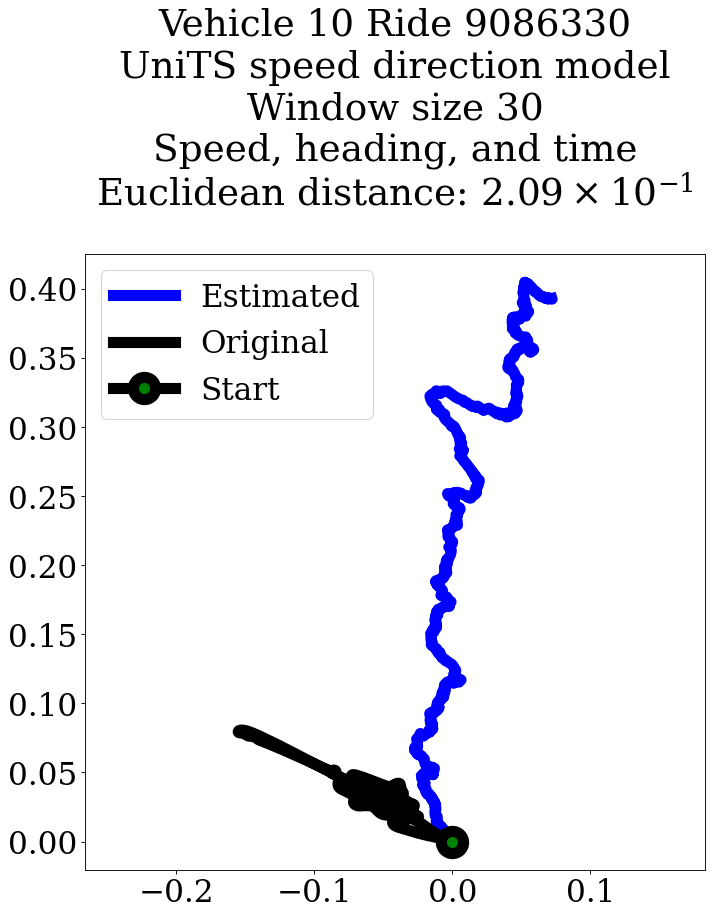 Vehicle 10 Ride 9086330
UniTS speed direction model
Window size 30
Speed, heading, and time
Euclidean distance: 2.09 × 10⁻¹
Estimated
Original
Start
0.40
0.35
0.30
0.25
0.20
0.15
0.10
0.05
0.00
−0.2
−0.1
0.0
0.1